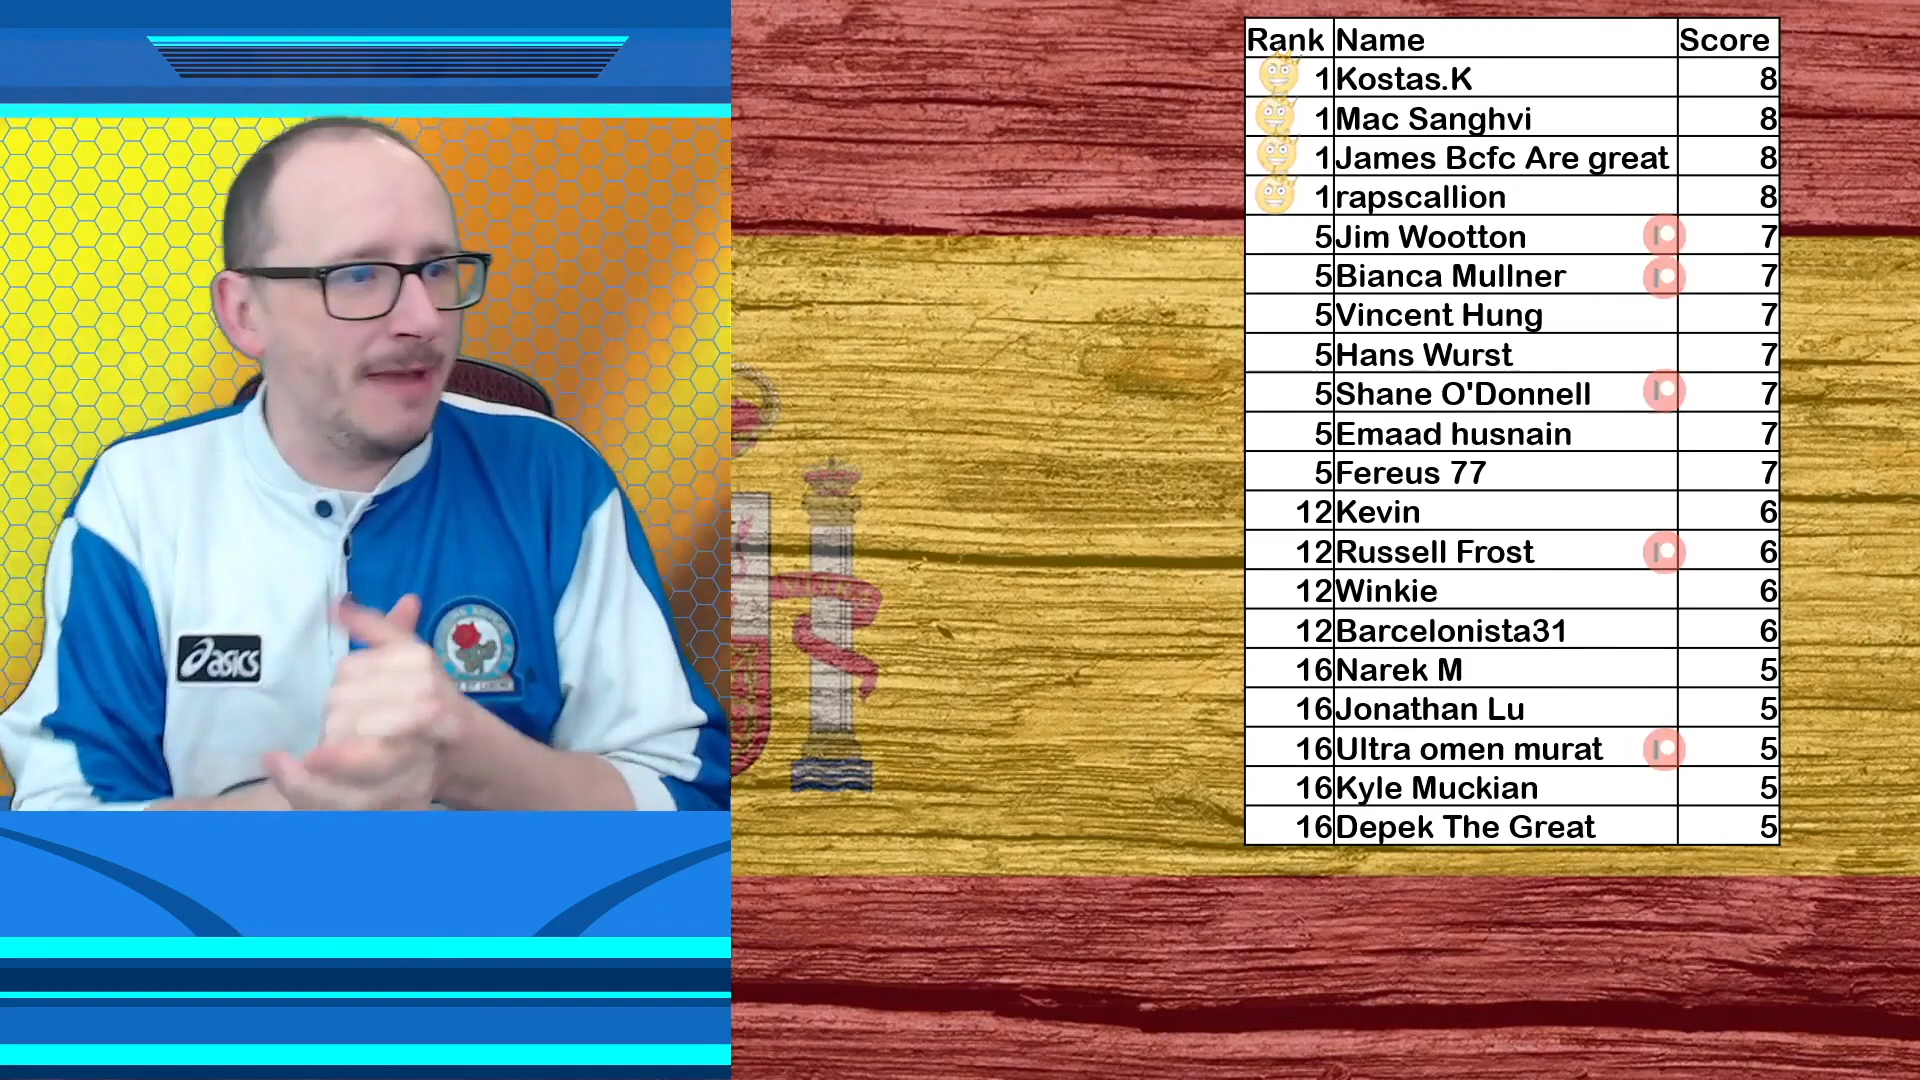 Rank Name Score
1 Kostas.K 8
1 Mac Sanghvi 8
1 James Bcfc Are great 8
1 rapscallion 8
5 Jim Wootton 7
5 Bianca Mullner 7
5 Vincent Hung 7
5 Hans Wurst 7
5 Shane O'Donnell 7
5 Emaad husnain 7
5 Fereus 77 7
12 Kevin 6
12 Russell Frost 6
12 Winkie 6
12 Barcelonista31 6
16 Narek M 5
16 Jonathan Lu 5
16 Ultra omen murat 5
16 Kyle Muckian 5
16 Depek The Great 5
asics